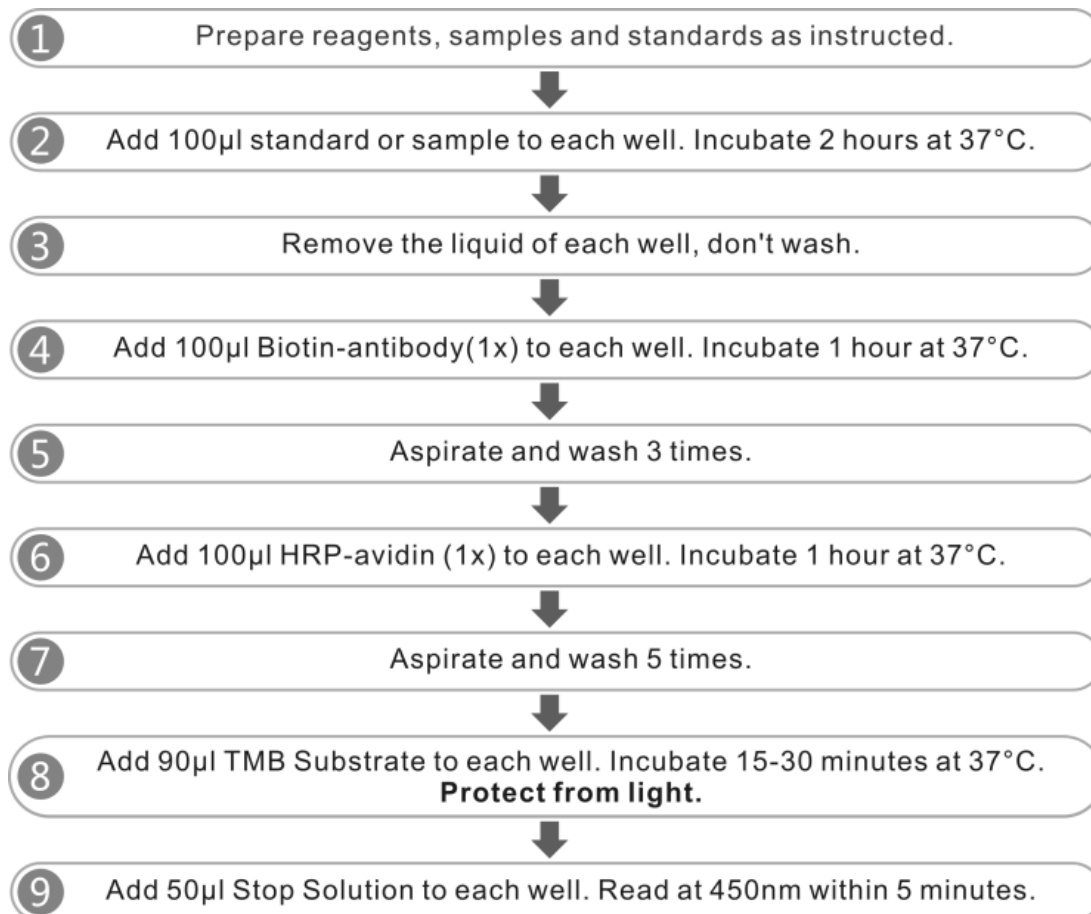 1 Prepare reagents, samples and standards as instructed.
2 Add 100µl standard or sample to each well. Incubate 2 hours at 37°C.
3 Remove the liquid of each well, don't wash.
4 Add 100µl Biotin-antibody(1x) to each well. Incubate 1 hour at 37°C.
5 Aspirate and wash 3 times.
6 Add 100µl HRP-avidin (1x) to each well. Incubate 1 hour at 37°C.
7 Aspirate and wash 5 times.
8 Add 90µl TMB Substrate to each well. Incubate 15-30 minutes at 37°C.
Protect from light.
9 Add 50µl Stop Solution to each well. Read at 450nm within 5 minutes.